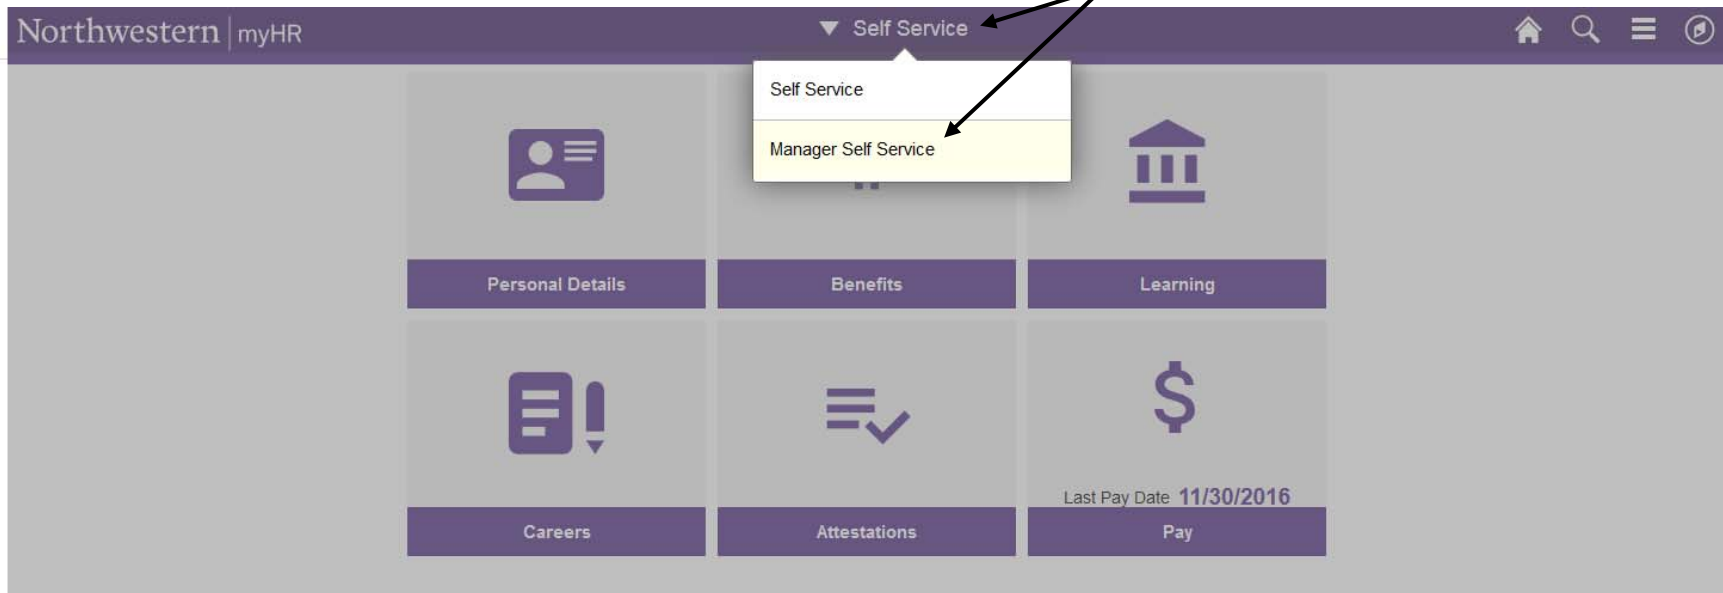 Northwestern | myHR
Self Service
Self Service
Manager Self Service
Personal Details
Benefits
Learning
Last Pay Date 11/30/2016
Careers
Attestations
Pay